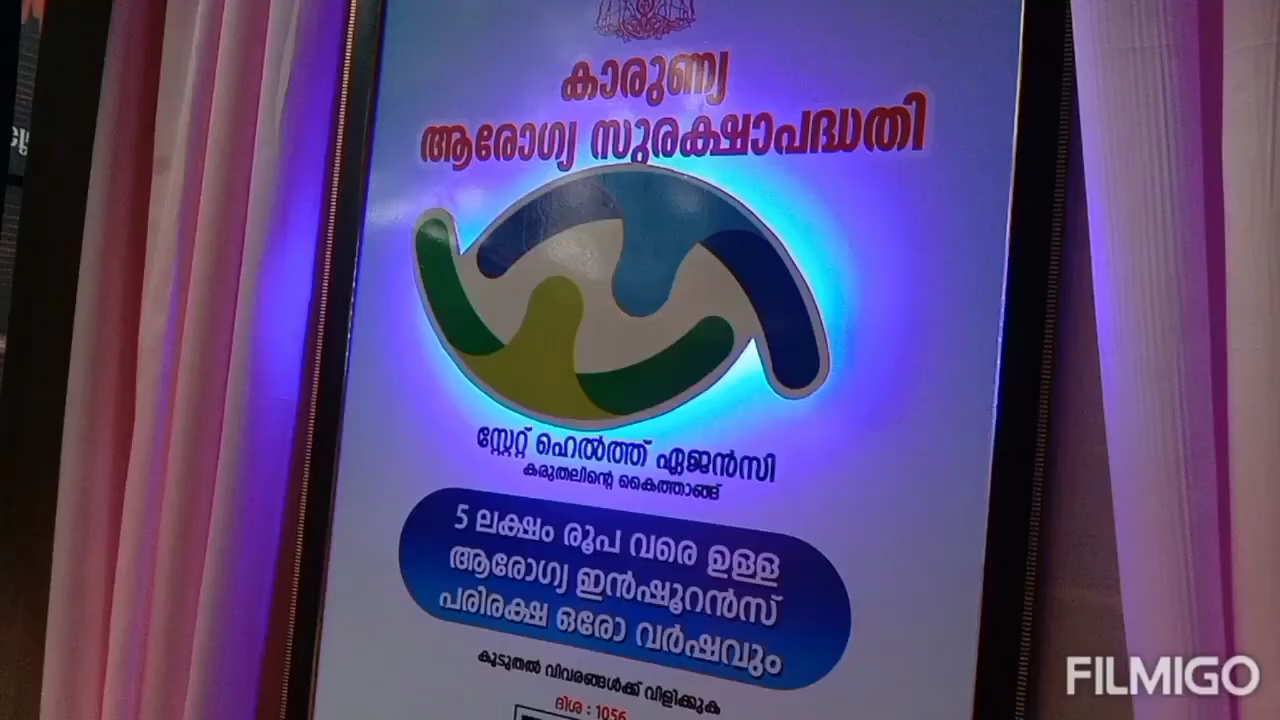 കാരുണ്യ
ആരോഗ്യ സുരക്ഷാപദ്ധതി
സ്റ്റേറ്റ് ഹെൽത്ത് ഏജൻസി
കരുതലിന്റെ കൈത്താങ്ങ്
5 ലക്ഷം രൂപ വരെ ഉള്ള
ആരോഗ്യ ഇൻഷൂറൻസ്
പരിരക്ഷ ഒരോ വർഷവും
കൂടുതൽ വിവരങ്ങൾക്ക് വിളിക്കുക
ദിശ : 1056
FILMIGO